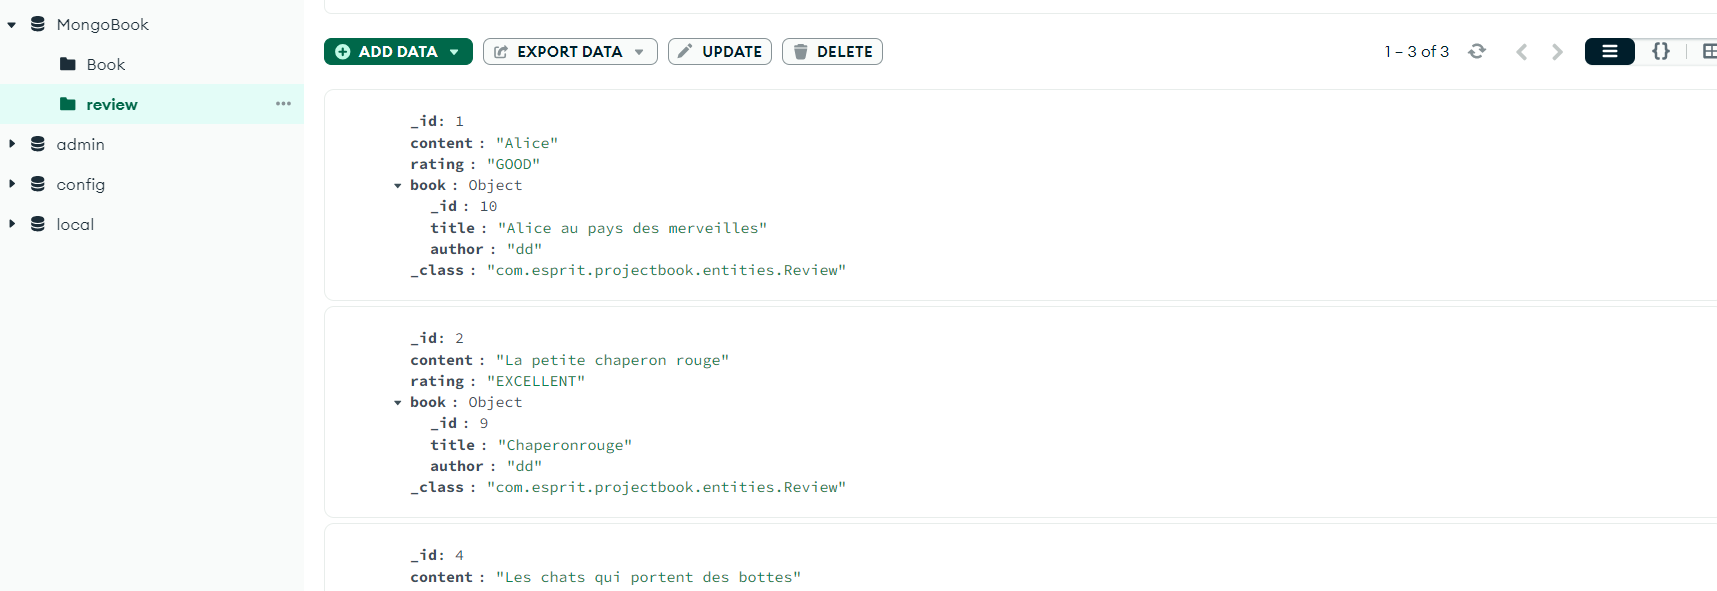 MongoBook
Book
review
admin
config
local
ADD DATA
EXPORT DATA
UPDATE
DELETE
1 – 3 of 3
{}
_id: 1
content : "Alice"
rating : "GOOD"
book : Object
_id : 10
title : "Alice au pays des merveilles"
author : "dd"
_class : "com.esprit.projectbook.entities.Review"
_id: 2
content : "La petite chaperon rouge"
rating : "EXCELLENT"
book : Object
_id : 9
title : "Chaperonrouge"
author : "dd"
_class : "com.esprit.projectbook.entities.Review"
_id: 4
content : "Les chats qui portent des bottes"